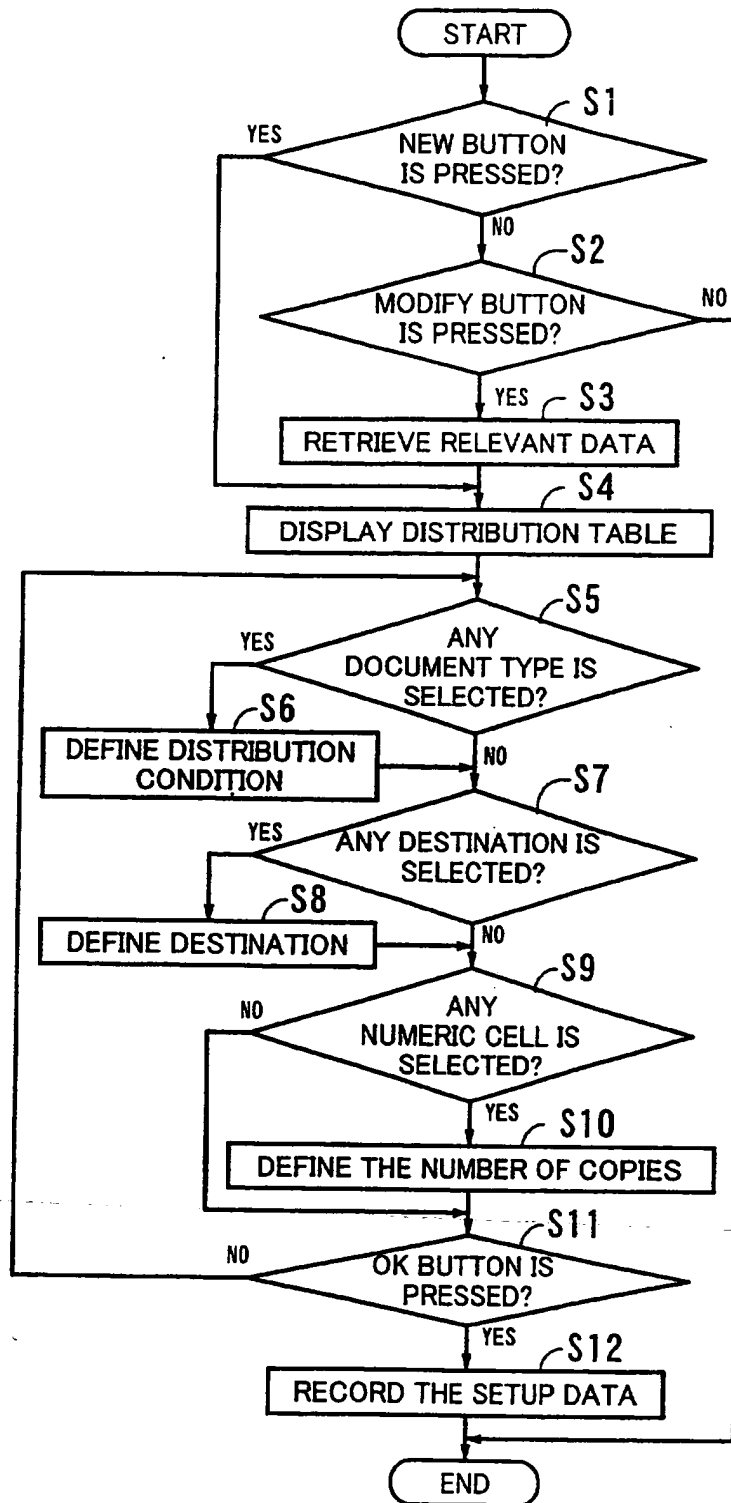 START
S1
YES
NEW BUTTON
IS PRESSED?
NO
S2
MODIFY BUTTON
IS PRESSED?
NO
YES
S3
RETRIEVE RELEVANT DATA
S4
DISPLAY DISTRIBUTION TABLE
S5
YES
ANY
DOCUMENT TYPE IS
SELECTED?
S6
DEFINE DISTRIBUTION
CONDITION
NO
S7
YES
ANY DESTINATION IS
SELECTED?
S8
DEFINE DESTINATION
NO
S9
NO
ANY
NUMERIC CELL IS
SELECTED?
YES
S10
DEFINE THE NUMBER OF COPIES
S11
NO
OK BUTTON IS
PRESSED?
YES
S12
RECORD THE SETUP DATA
END